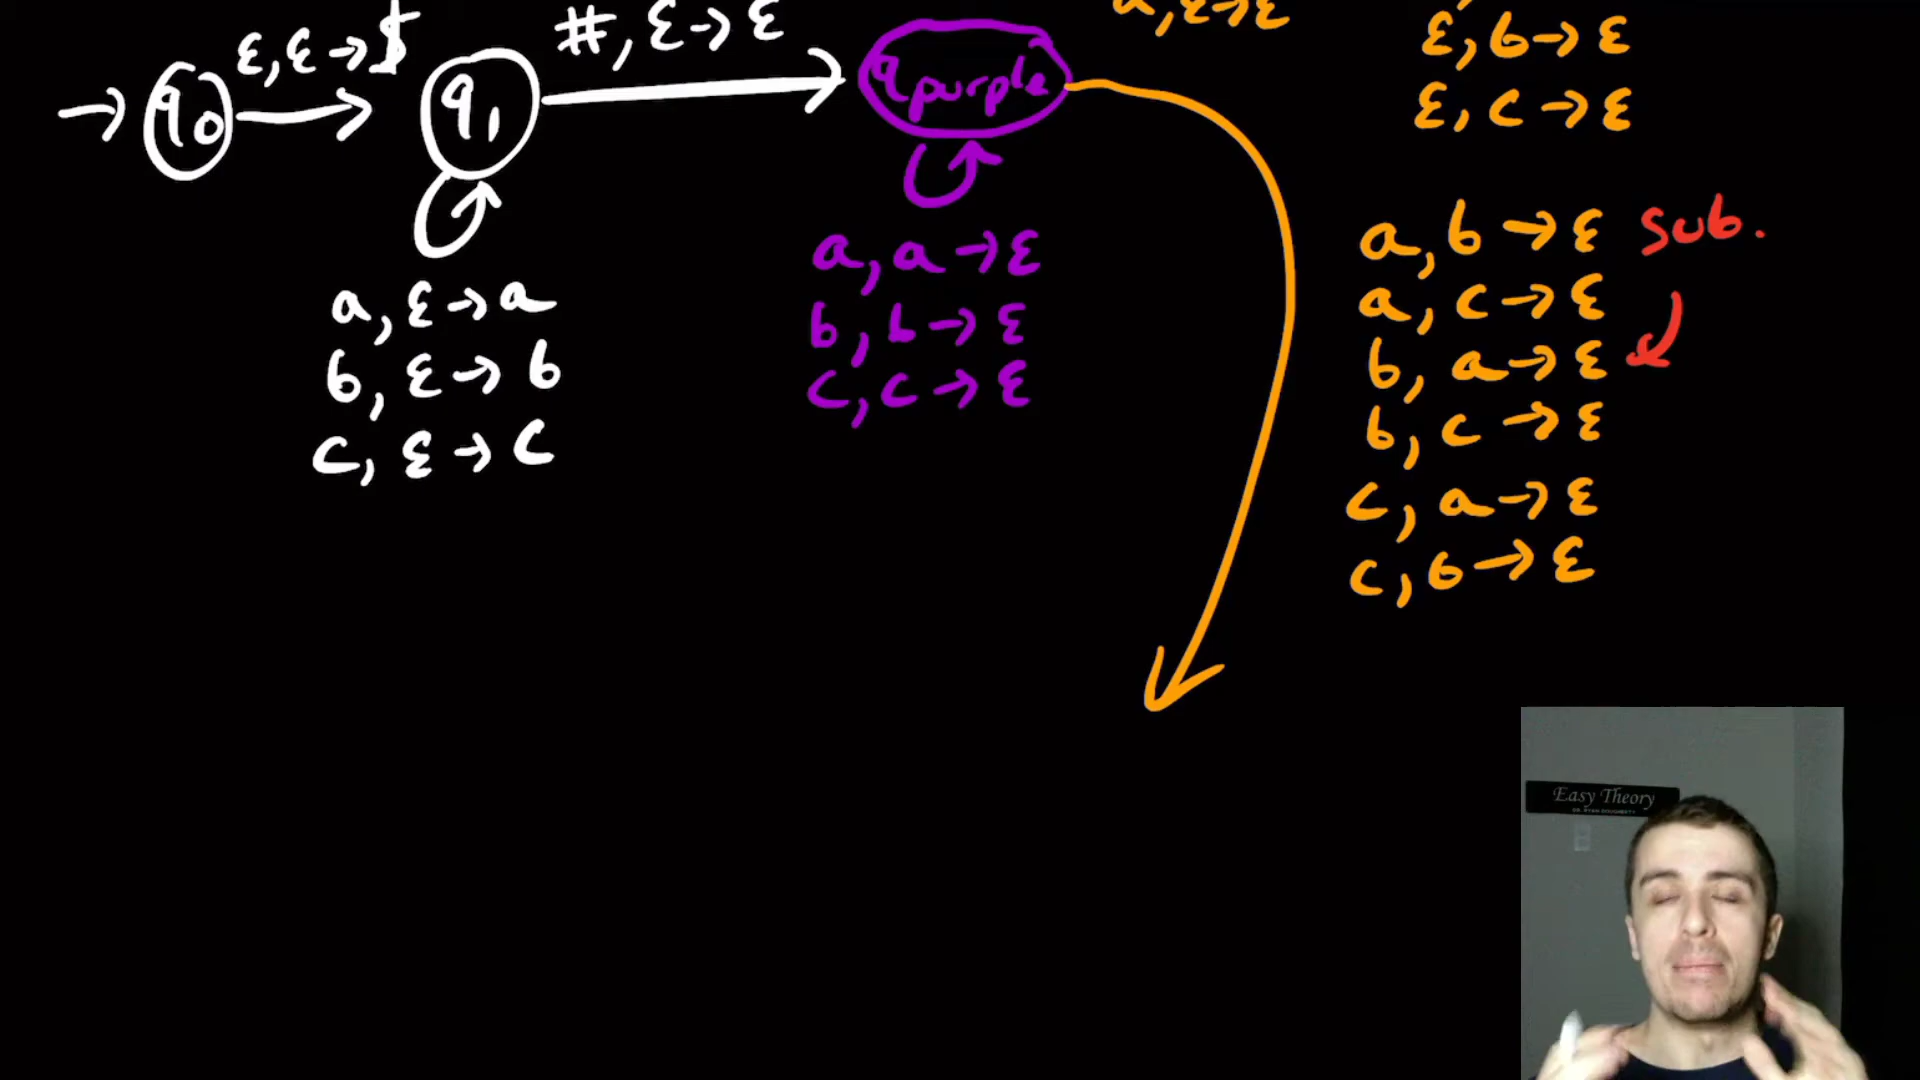 ε,ε→$
#,ε→ε
a,ε→ε
ε,b→ε
ε,c→ε
q0
q1
qpurple
a,ε→a
b,ε→b
c,ε→c
a,a→ε
b,b→ε
c,c→ε
a,b→ε sub.
a,c→ε
b,a→ε
b,c→ε
c,a→ε
c,b→ε
Easy Theory